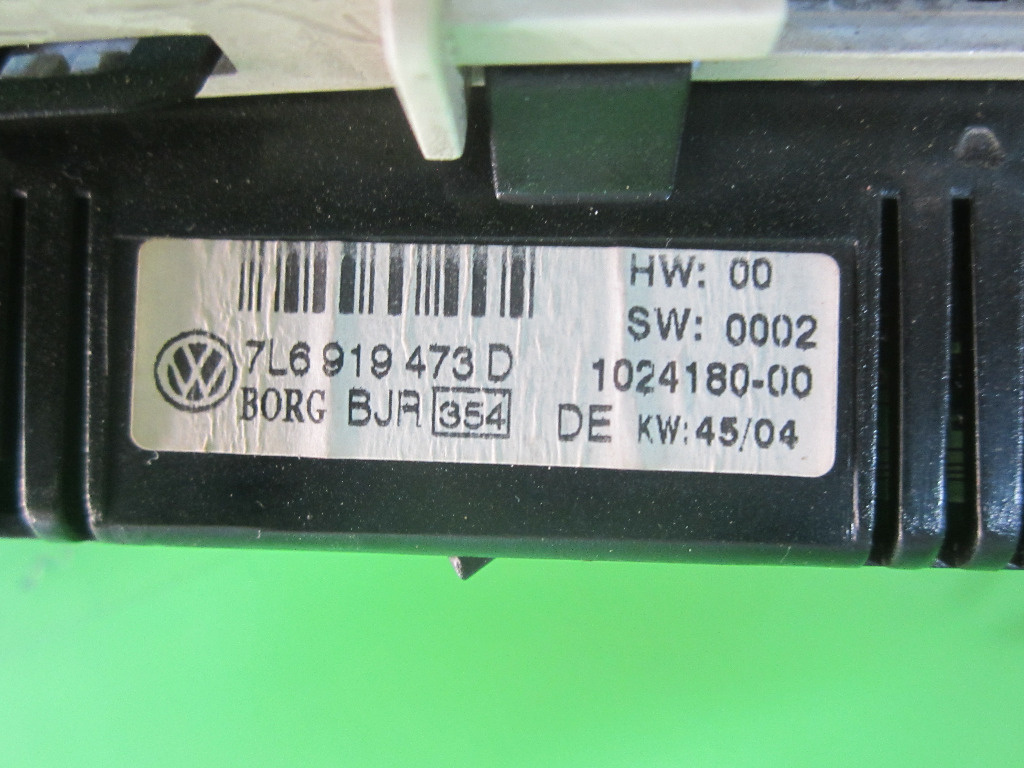 HW: 00
SW: 0002
7L6 919 473 D
1024180-00
BORG BJR 354
DE KW: 45/04